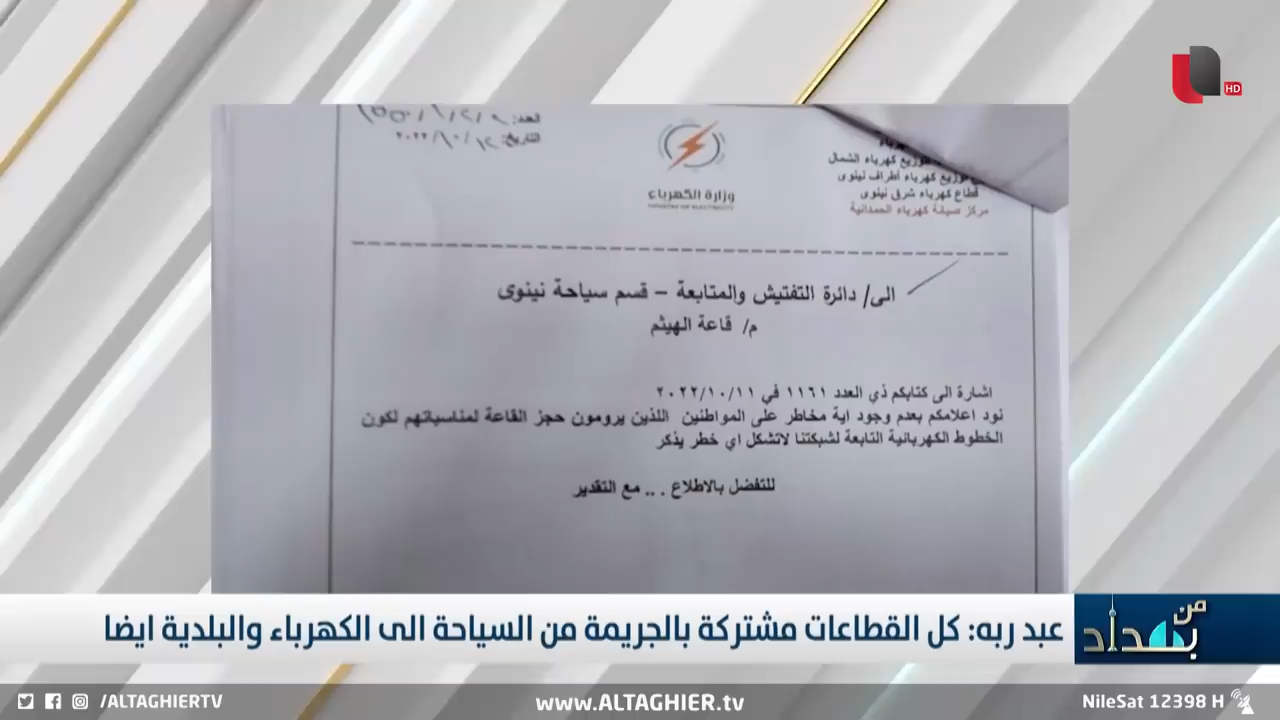 HD
العدد:
التاريخ: ٢٠٢٢/١٠/١٢
وزارة الكهرباء
MINISTRY OF ELECTRICITY
توزيع كهرباء الشمال
توزيع كهرباء أطراف نينوى
قطاع كهرباء شرق نينوى
مركز صيانة كهرباء الحمدانية
الى/ دائرة التفتيش والمتابعة – قسم سياحة نينوى
م/ قاعة الهيثم
اشارة الى كتابكم ذي العدد ١١٦١ في ٢٠٢٢/١٠/١١
نود اعلامكم بعدم وجود اية مخاطر على المواطنين اللذين يرومون حجز القاعة لمناسباتهم لكون
الخطوط الكهربائية التابعة لشبكتنا لاتشكل اي خطر يذكر
للتفضل بالاطلاع . .. مع التقدير
من بغداد
عبد ربه: كل القطاعات مشتركة بالجريمة من السياحة الى الكهرباء والبلدية ايضا
/ALTAGHIERTV
www.ALTAGHIER.tv
NileSat 12398 H